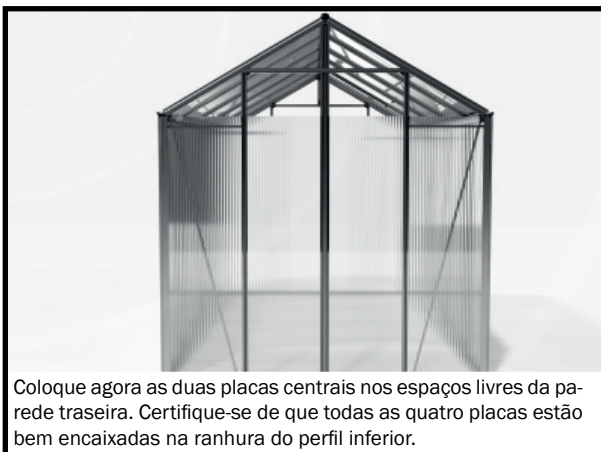 Coloque agora as duas placas centrais nos espaços livres da pa-
rede traseira. Certifique-se de que todas as quatro placas estão
bem encaixadas na ranhura do perfil inferior.